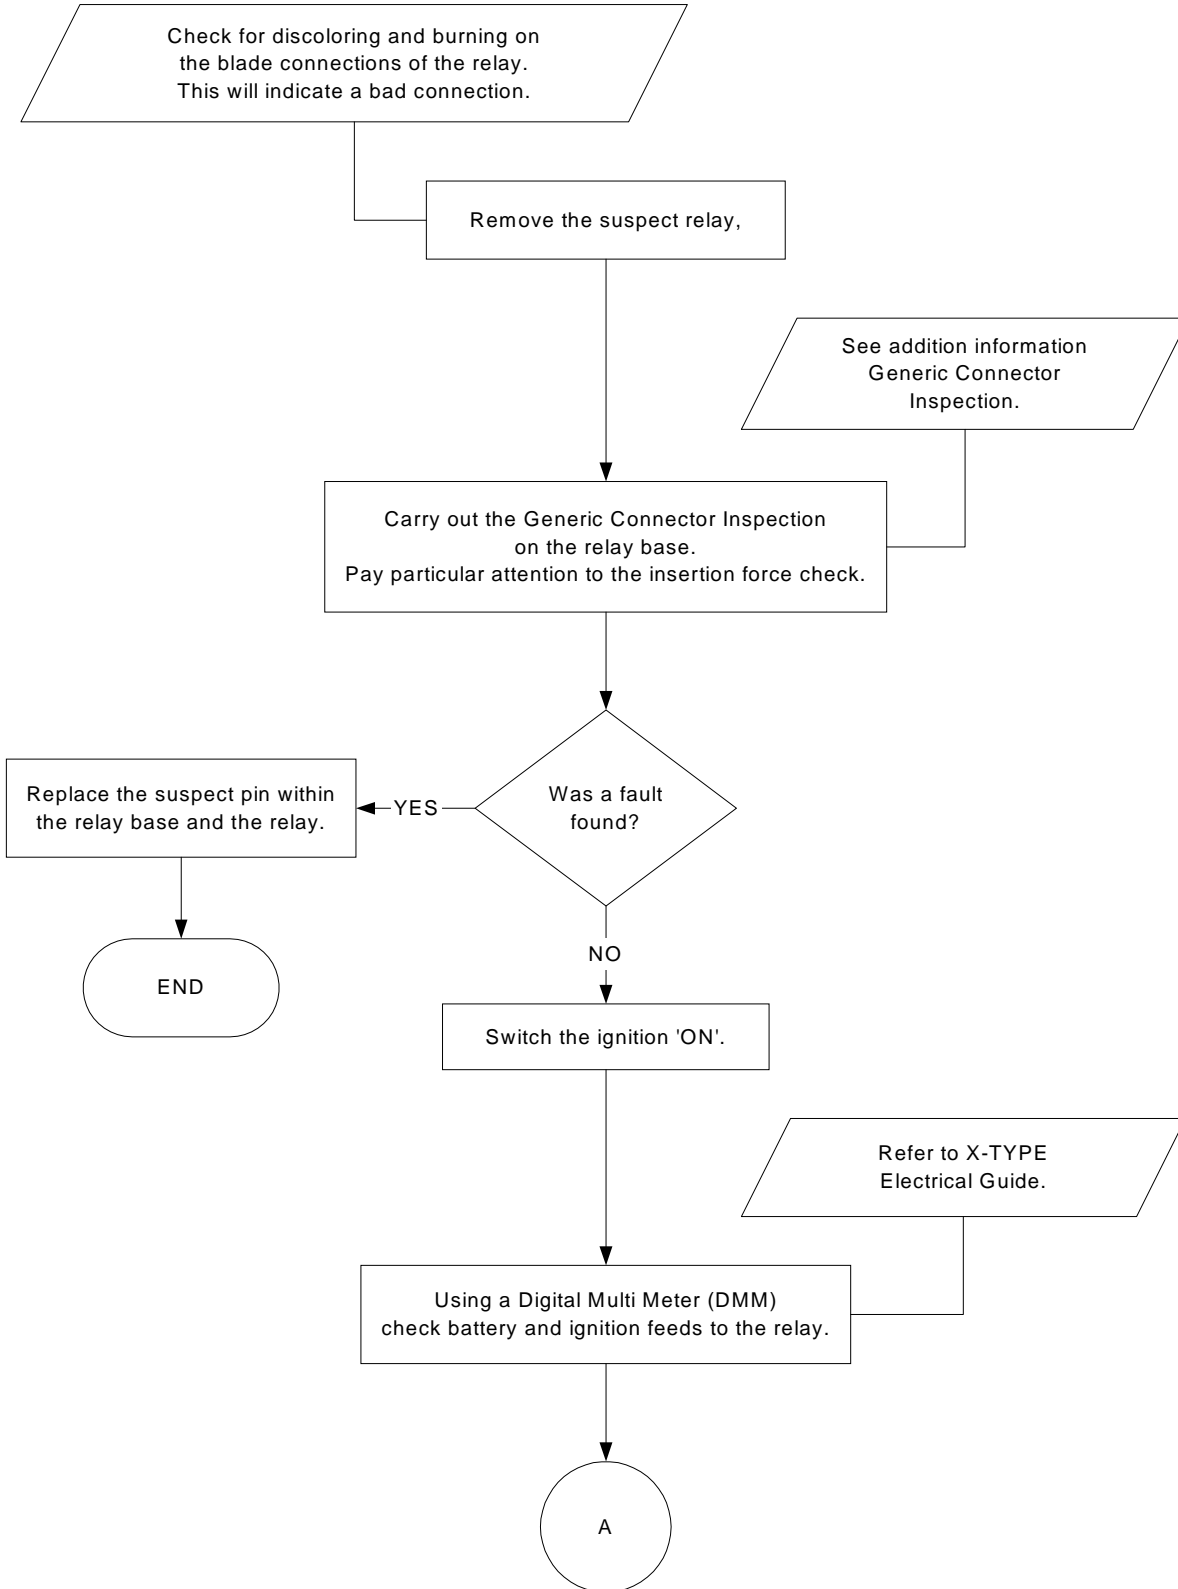 Check for discoloring and burning on
the blade connections of the relay.
This will indicate a bad connection.
Remove the suspect relay,
See addition information
Generic Connector
Inspection.
Carry out the Generic Connector Inspection
on the relay base.
Pay particular attention to the insertion force check.
Was a fault
found?
YES
Replace the suspect pin within
the relay base and the relay.
END
NO
Switch the ignition 'ON'.
Refer to X-TYPE
Electrical Guide.
Using a Digital Multi Meter (DMM)
check battery and ignition feeds to the relay.
A